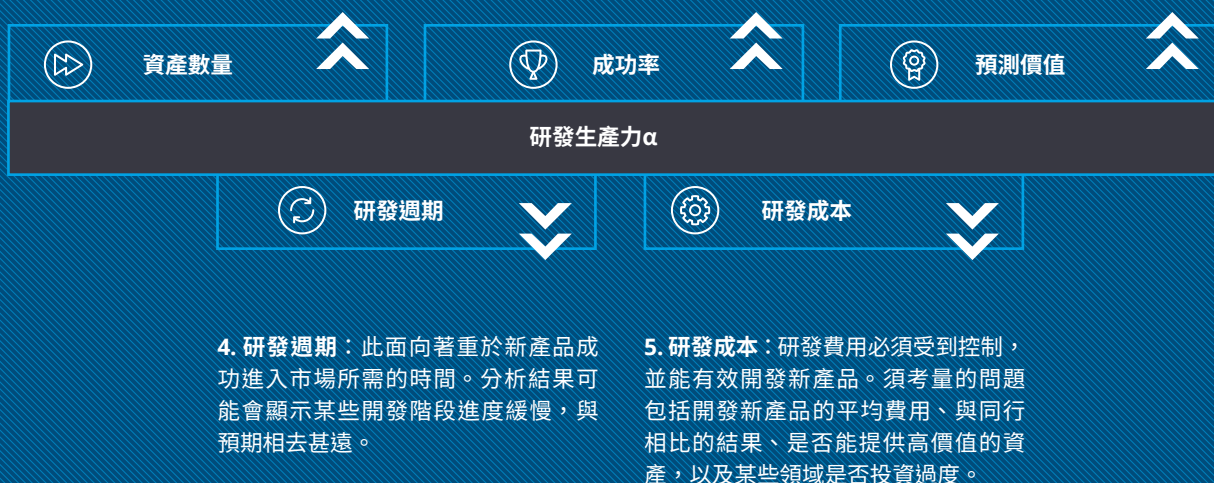 資產數量
成功率
預測價值
研發生產力α
研發週期
研發成本
4. 研發週期：此面向著重於新產品成
功進入市場所需的時間。分析結果可
能會顯示某些開發階段進度緩慢，與
預期相去甚遠。
5. 研發成本：研發費用必須受到控制，
並能有效開發新產品。須考量的問題
包括開發新產品的平均費用、與同行
相比的結果、是否能提供高價值的資
產，以及某些領域是否投資過度。